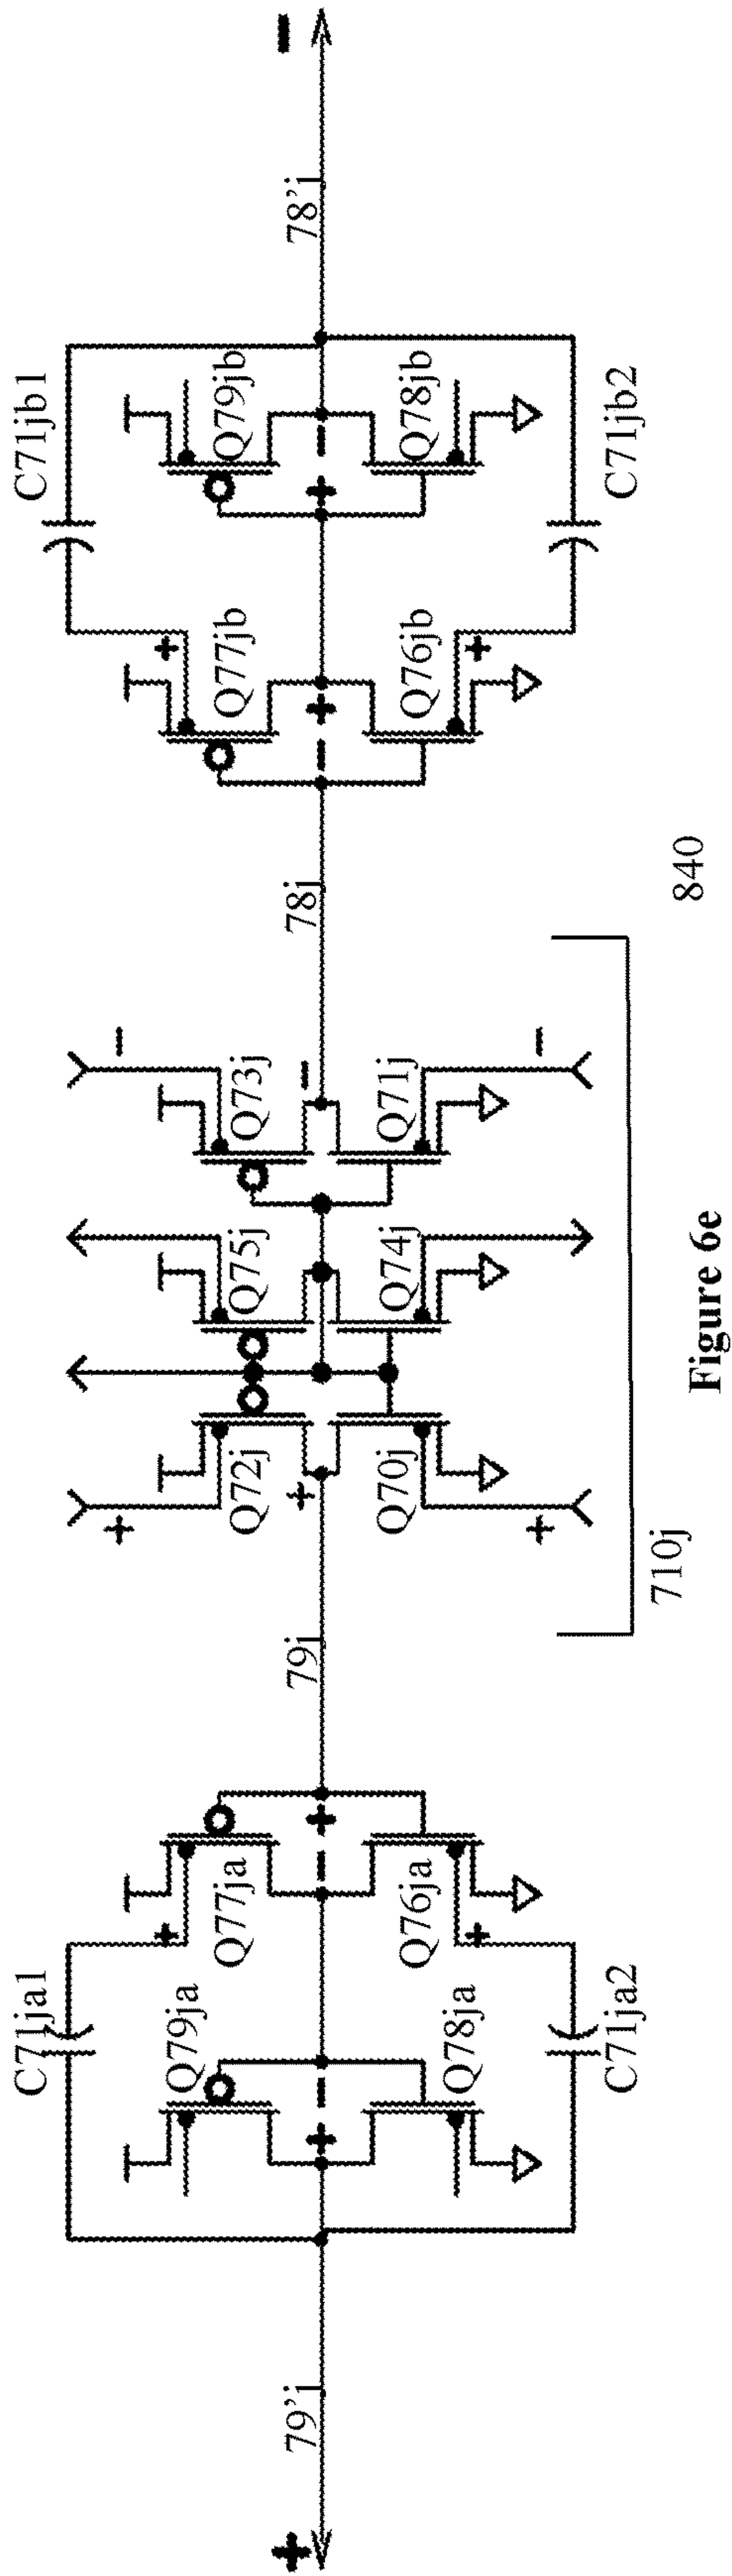 −
78'j
C71jb1
Q79jb
Q78jb
C71jb2
− +
+
Q77jb
Q76jb
+
+ −
78j
840
−
Q73j
−
Q71j
−
Q75j
Q74j
+
Q72j
+
Q70j
+
710j
79j
+ −
C71ja1
+
Q77ja
Q76ja
+
C71ja2
Q79ja
Q78ja
− +
79'j
+
Figure 6e